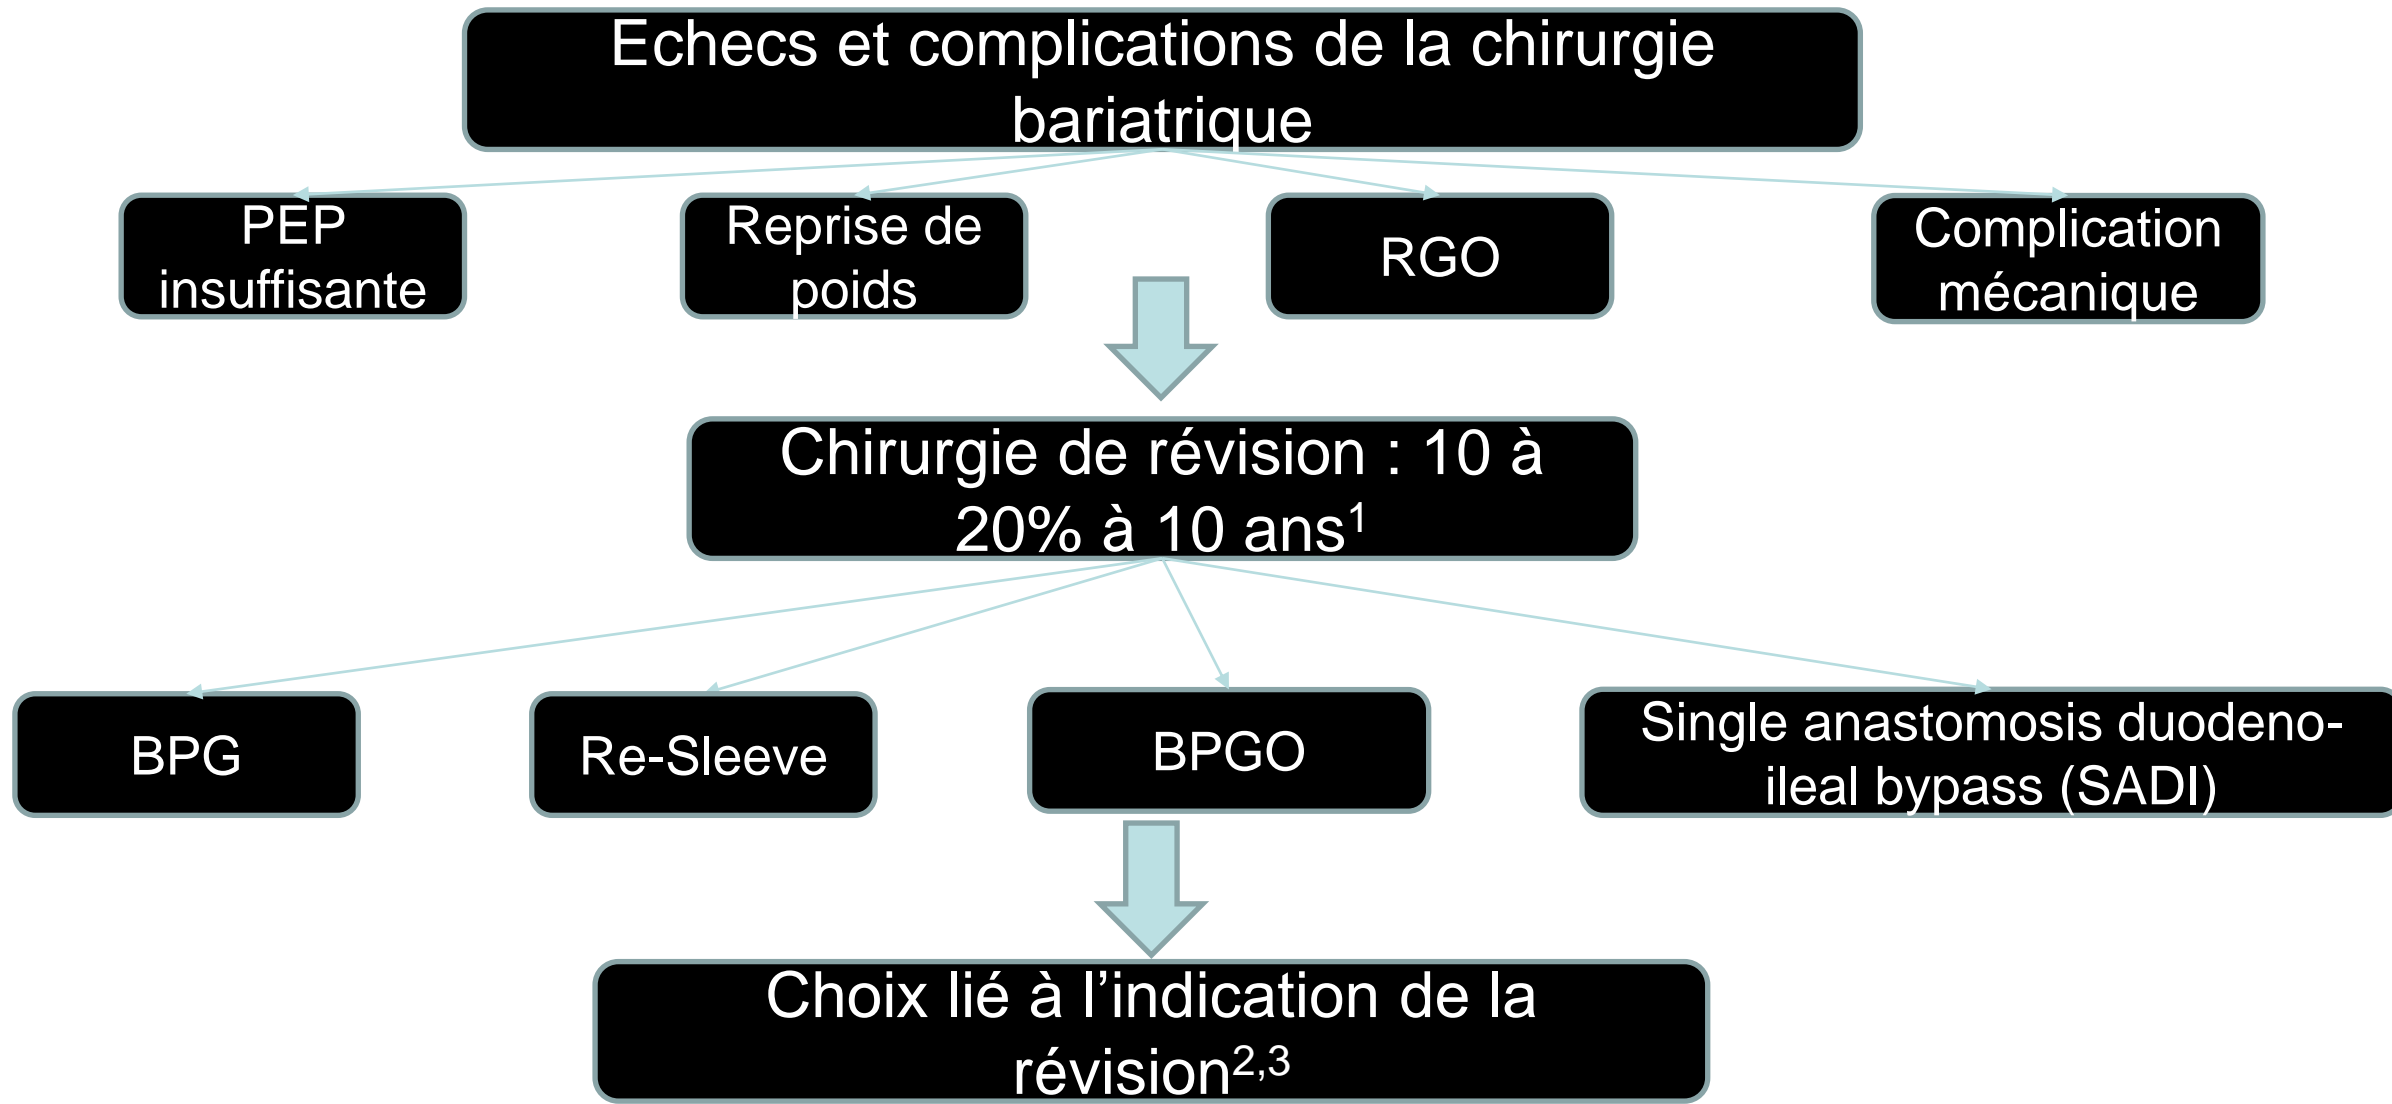 Echecs et complications de la chirurgie
bariatrique
PEP
insuffisante
Reprise de
poids
RGO
Complication
mécanique
Chirurgie de révision : 10 à
20% à 10 ans¹
BPG
Re-Sleeve
BPGO
Single anastomosis duodeno-
ileal bypass (SADI)
Choix lié à l’indication de la
révision²,³